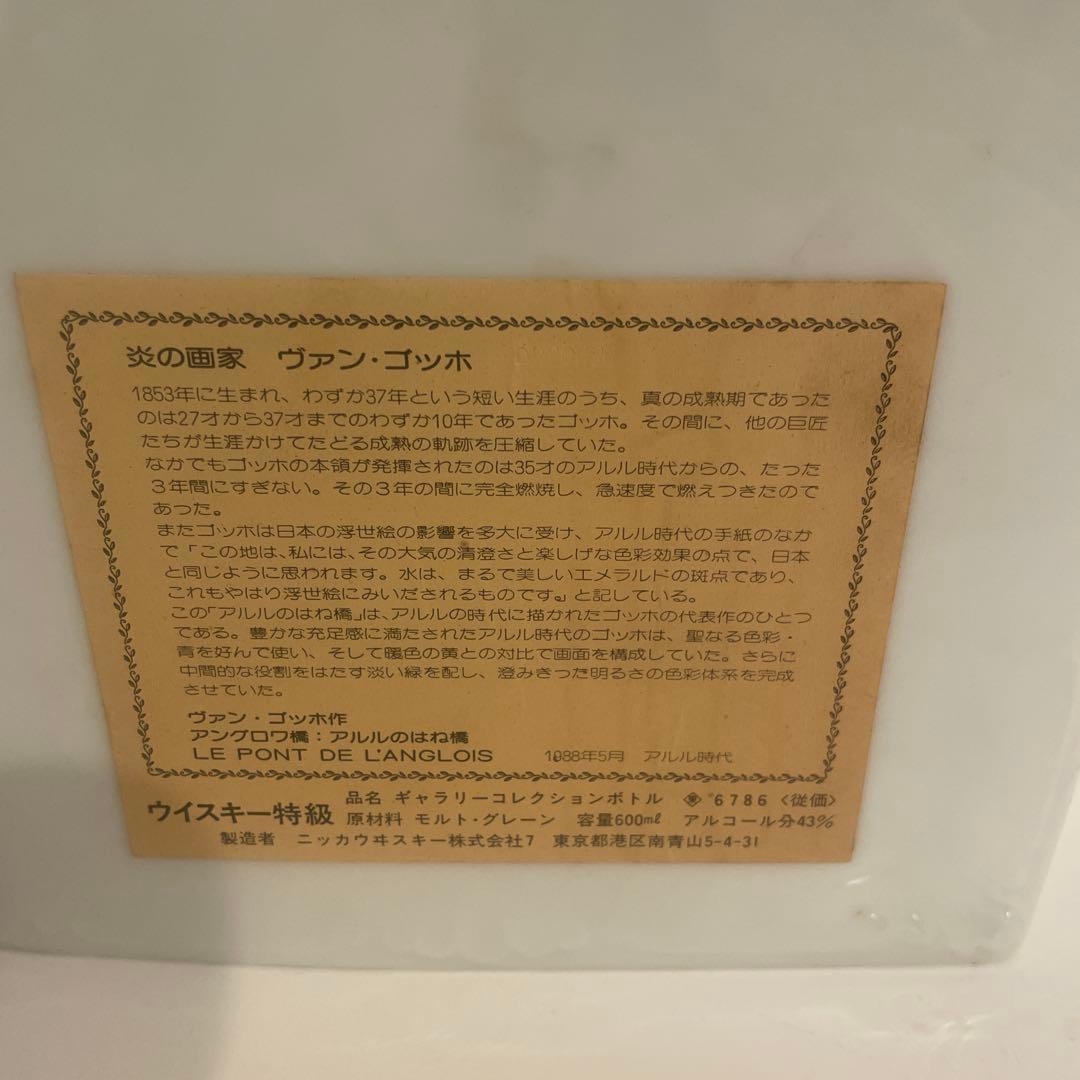 炎の画家 ヴァン・ゴッホ
1853年に生まれ、わずか37年という短い生涯のうち、真の成熟期であった
のは27才から37才までのわずか10年であったゴッホ。その間に、他の巨匠
たちが生涯かけてたどる成熟の軌跡を圧縮していた。
なかでもゴッホの本領が発揮されたのは35才のアルル時代からの、たった
3年間にすぎない。その3年の間に完全燃焼し、急速度で燃えつきたので
あった。
またゴッホは日本の浮世絵の影響を多大に受け、アルル時代の手紙のなか
で「この地は、私には、その大気の清澄さと楽しげな色彩効果の点で、日本
と同じように思われます。水は、まるで美しいエメラルドの斑点であり、
これもやはり浮世絵にみいだされるものです。」と記している。
この「アルルのはね橋」は、アルルの時代に描かれたゴッホの代表作のひとつ
である。豊かな充足感に満たされたアルル時代のゴッホは、聖なる色彩・
青を好んで使い、そして暖色の黄との対比で画面を構成していた。さらに
中間的な役割をはたす淡い緑を配し、澄みきった明るさの色彩体系を完成
させていた。
ヴァン・ゴッホ作
アングロワ橋：アルルのはね橋
LE PONT DE L'ANGLOIS 1988年5月 アルル時代
ウイスキー特級 品名 ギャラリーコレクションボトル 6786 〈従価〉
原材料 モルト・グレーン 容量600ml アルコール分43%
製造者 ニッカウヰスキー株式会社7 東京都港区南青山5-4-31